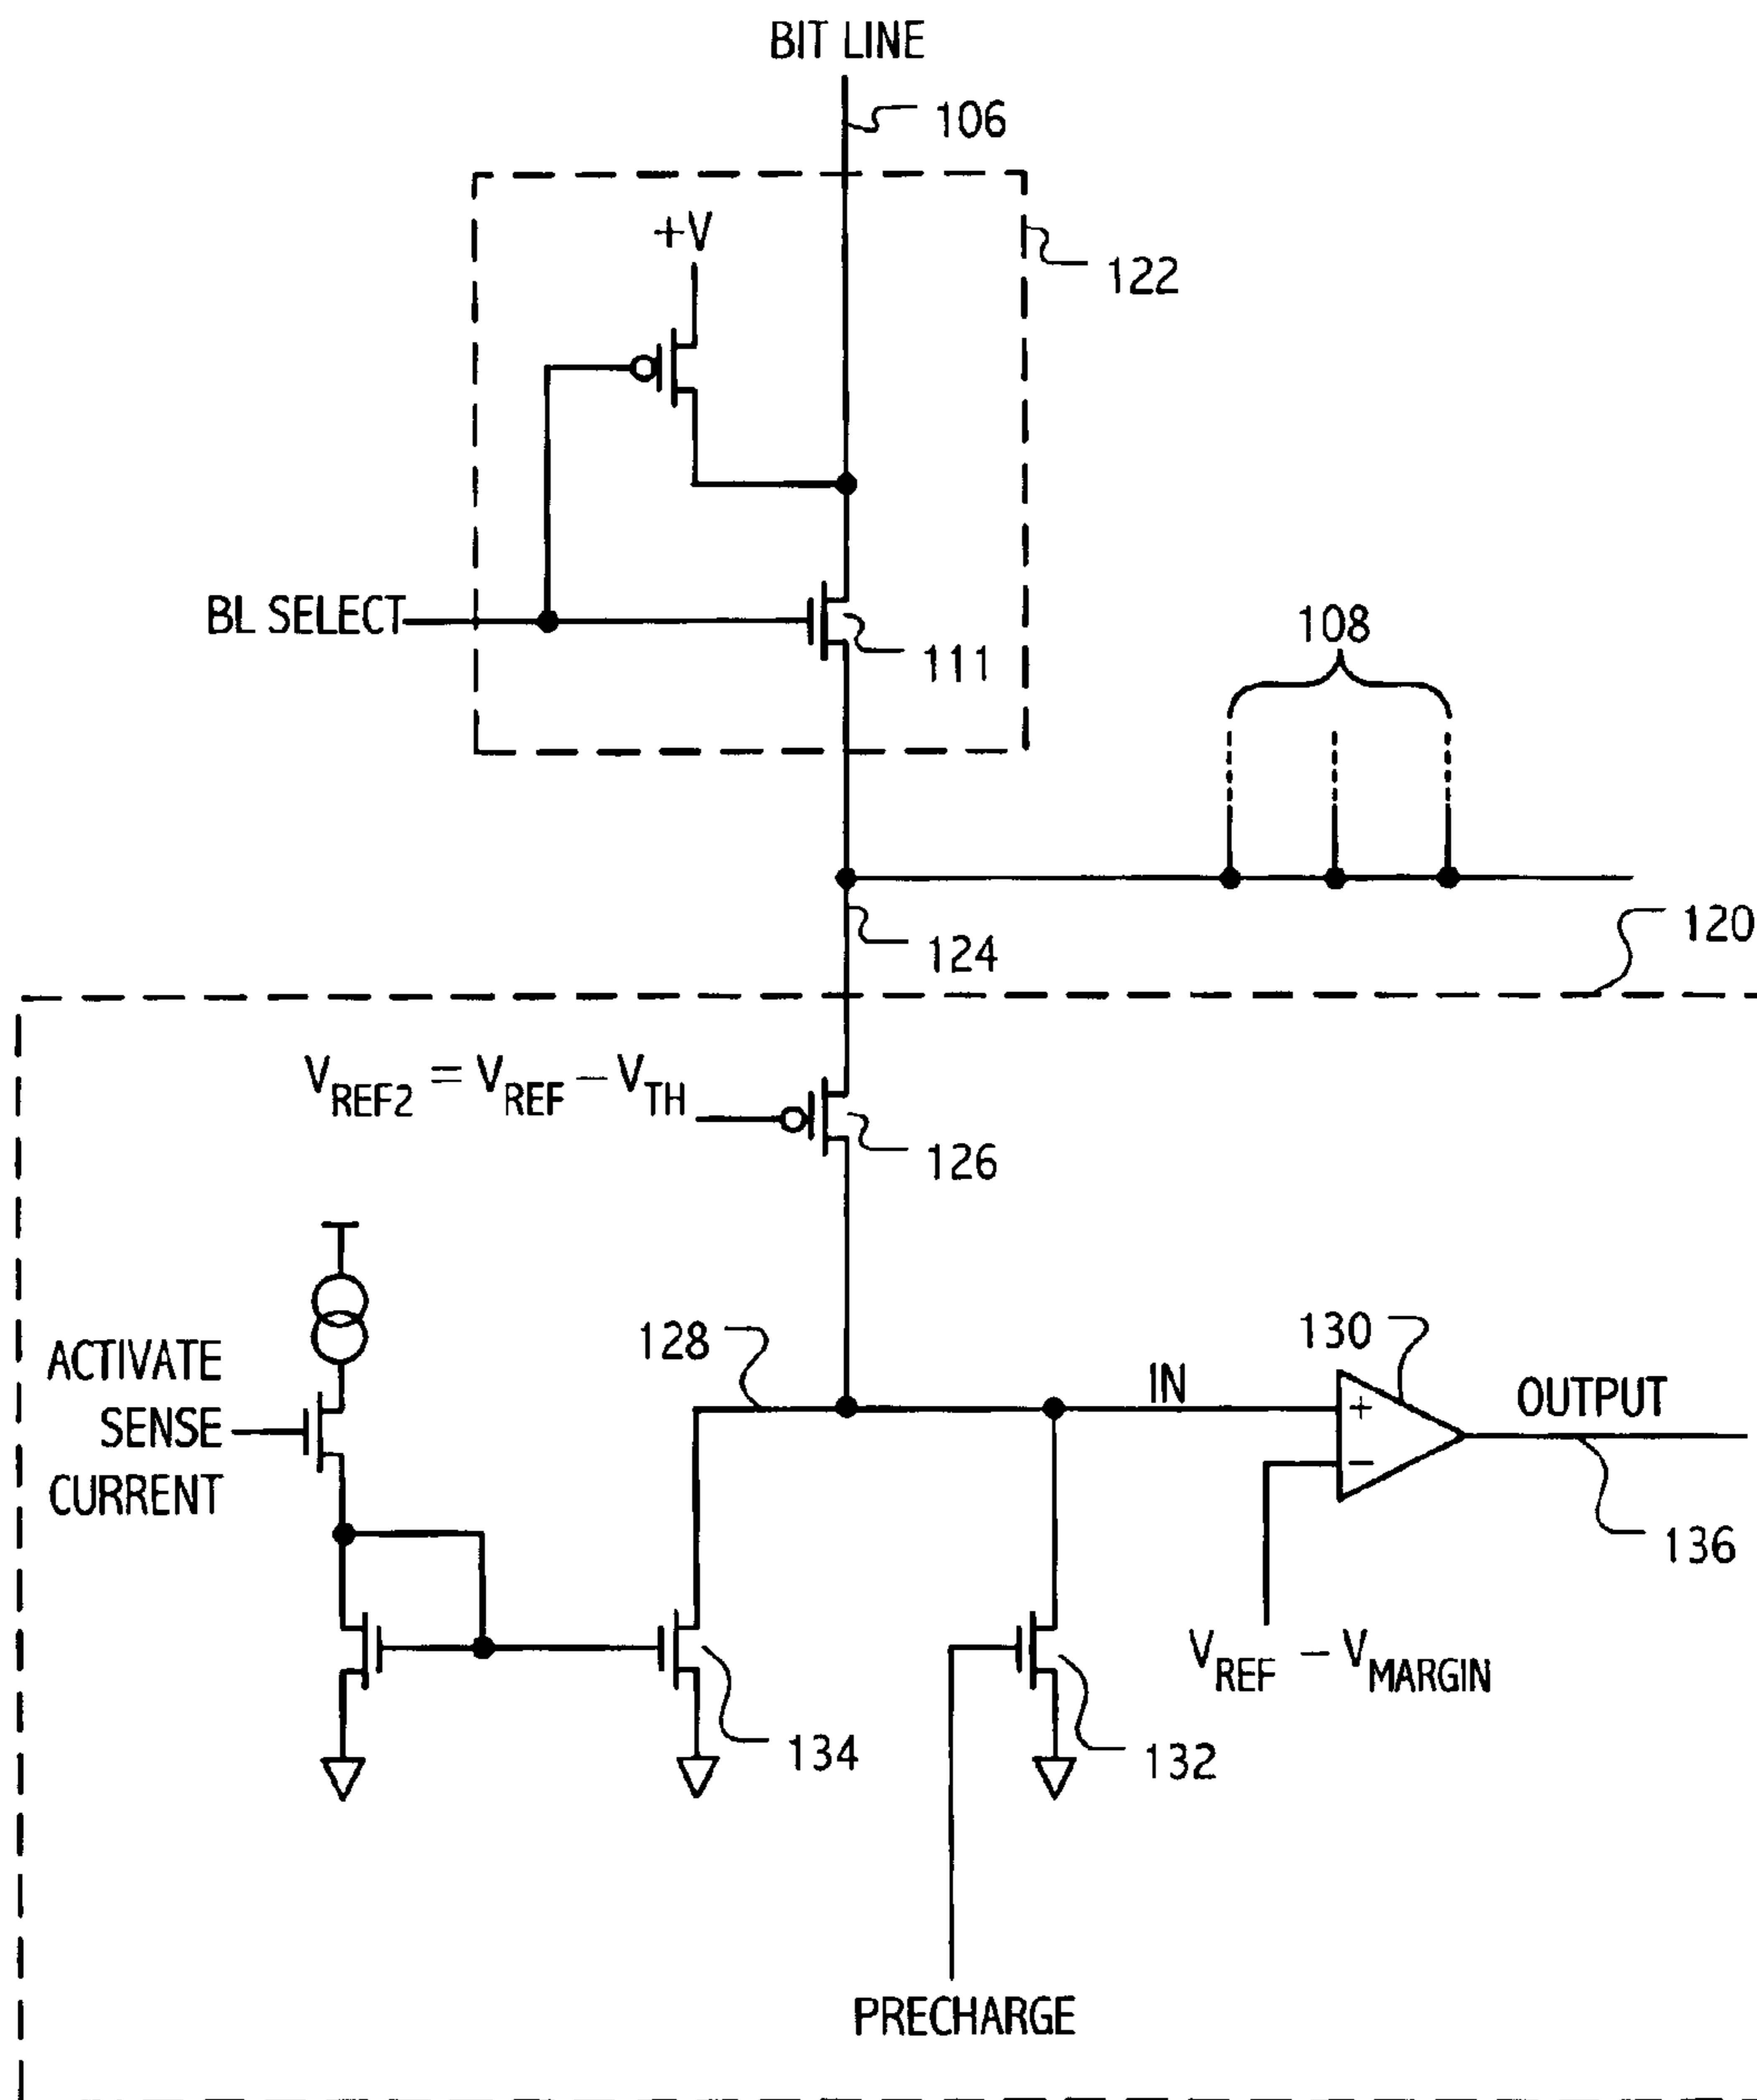 BIT LINE
106
+V
122
BL SELECT
111
108
124
120
V_REF2 = V_REF - V_TH
126
ACTIVATE
SENSE
CURRENT
128
IN
130
+
−
OUTPUT
136
V_REF - V_MARGIN
134
132
PRECHARGE